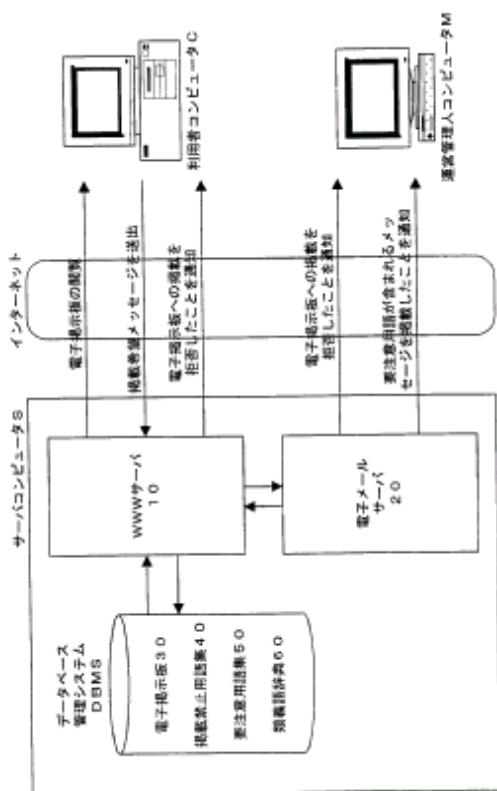 サーバコンピュータS
インターネット
データベース
管理システム
DBMS
電子掲示板30
掲載禁止用語集40
要注意用語集50
類義語辞典60
WWWサーバ
10
電子メール
サーバ
20
電子掲示板の閲覧
掲載希望メッセージを送出
電子掲示板への掲載を
拒否したことを通知
電子掲示板への掲載を
拒否したことを通知
要注意用語が含まれるメッ
セージを掲載したことを通知
利用者コンピュータC
運営管理人コンピュータM